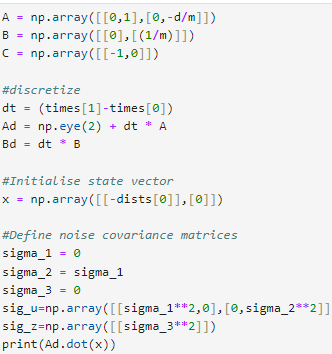 A = np.array([[0,1],[0,-d/m]])
B = np.array([[0],[(1/m)]])
C = np.array([[-1,0]])
#discretize
dt = (times[1]-times[0])
Ad = np.eye(2) + dt * A
Bd = dt * B
#Initialise state vector
x = np.array([[-dists[0]],[0]])
#Define noise covariance matrices
sigma_1 = 0
sigma_2 = sigma_1
sigma_3 = 0
sig_u=np.array([[sigma_1**2,0],[0,sigma_2**2]]
sig_z=np.array([[sigma_3**2]])
print(Ad.dot(x))